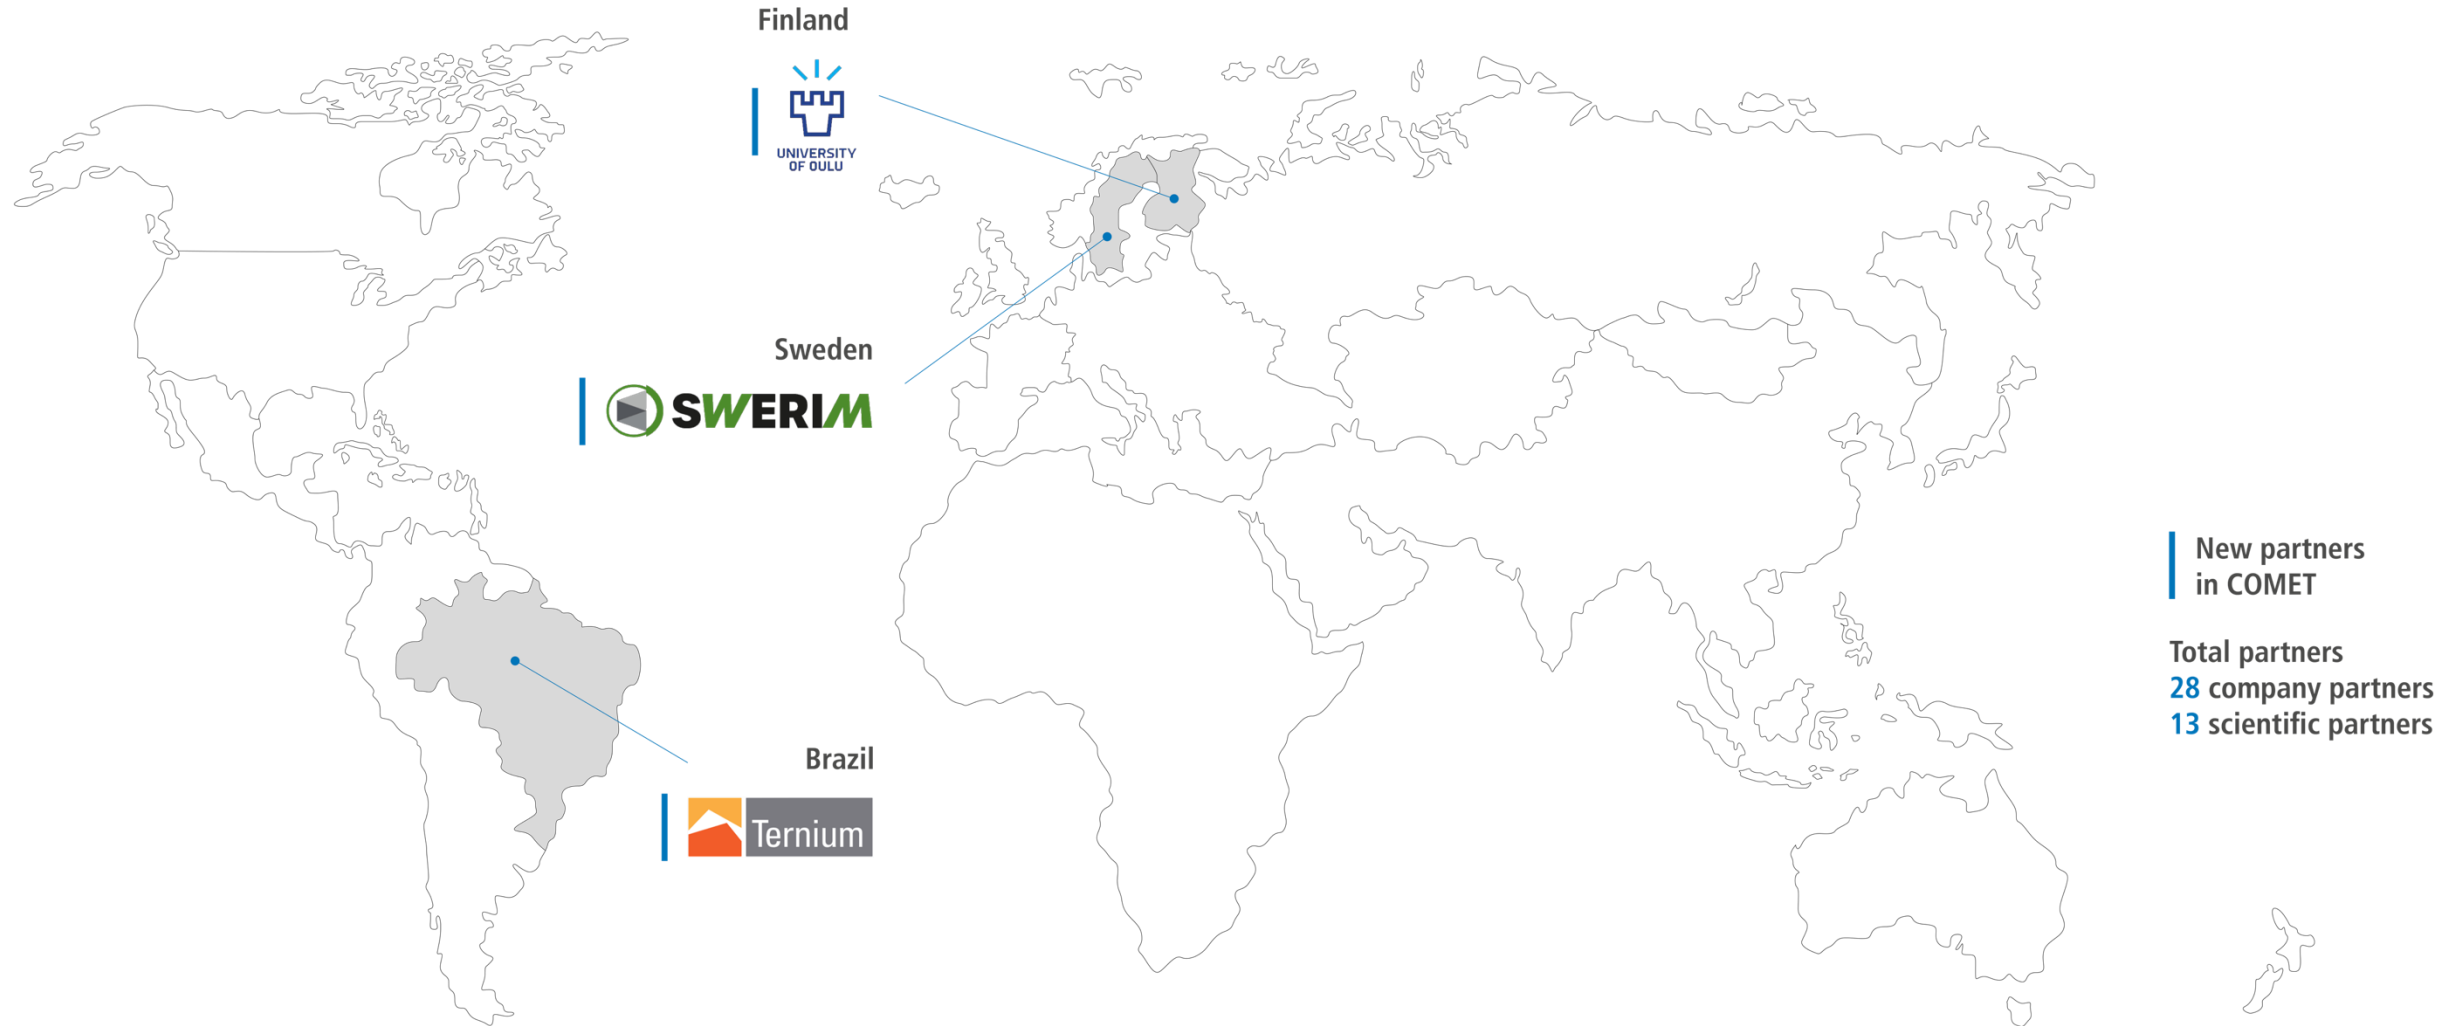 Finland
UNIVERSITY
OF OULU
Sweden
SWERIM
Brazil
Ternium
New partners
in COMET
Total partners
28 company partners
13 scientific partners